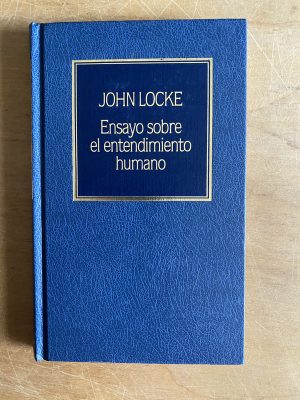 JOHN LOCKE
Ensayo sobre
el entendimiento
humano